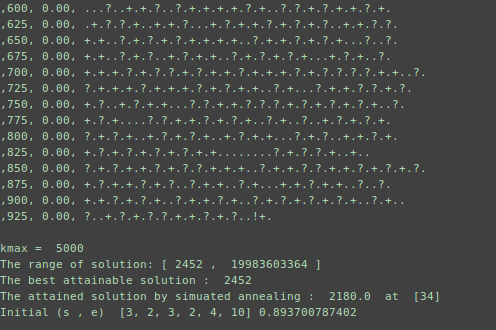 ,600, 0.00, ...?..+.+.?..?.+.+.+.+.?.+..?.?.+.?.+.?.+.
,625, 0.00, .+.?.?.+..+.+.?...+.?.+.?.+.?.+.?..+.+.?.?.
,650, 0.00, +.+..?.+.?.+.?.+.+.+..?.+.?.+.?.+.+...?..?.
,675, 0.00, +.+..?.+.+.?.+.?.+..?.+.?.+.?.+...?.+.?..?.
,700, 0.00, +.+.?.+.?.+.?.+.+.?.+.?.+.?.?.?.?.?.+.+..?.
,725, 0.00, ?.+.?.?.+.+.?.+.+.+.+.+..?.+...?.+.?.+.?.+.?.
,750, 0.00, +.?..+.?.+.+...?.?.+.?.?.?.+.?.+.?.+.?.+..?.
,775, 0.00, +.?.+....?.?.+.?.+.?.+..?.+.?..+..?.+.?.+.
,800, 0.00, ?.+.?.+..+.?.+.?..+.?.+.+...?.+.?..+.+.?.+.
,825, 0.00, +.?.+.?.+.?.+.?.+.+........?.+.?.+..+..
,850, 0.00, ?.+.?.+.+.?.+.?.+.?.?..+.?.+.+.?.+.+.?.+.?.+.?.
,875, 0.00, +.?.+.+.+.?.?.+.+..?.+..?.+.+.?.+.+..?..?.
,900, 0.00, +.+.?.+.+.?.+.?.+.?.?..+.?.+.?.+.?.+..?.+..
,925, 0.00, ?..+.?.+.?.?.+.+.?.+.?..!+.
kmax =  5000
The range of solution: [ 2452 ,  19983603364 ]
The best attainable solution :  2452
The attained solution by simuated annealing :  2180.0  at  [34]
Initial (s , e)  [3, 2, 3, 2, 4, 10] 0.893700787402